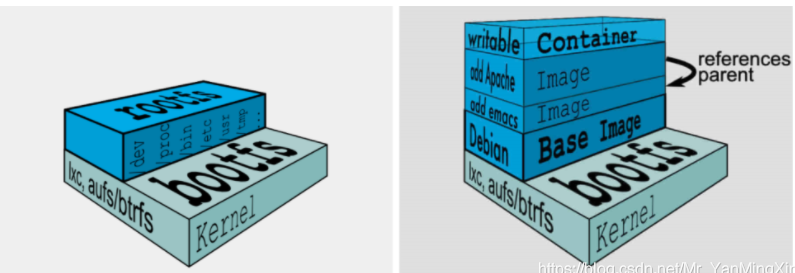 rootfs
/dev
/proc
/bin
/etc
usr
/tmp
...
bootfs
lxc, aufs/btrfs
Kernel
writable
Container
add Apache
Image
references
parent
add emacs
Image
Debian
Base Image
bootfs
lxc, aufs/btrfs
Kernel
https://blog.csdn.net/Mr_YaoMingXin